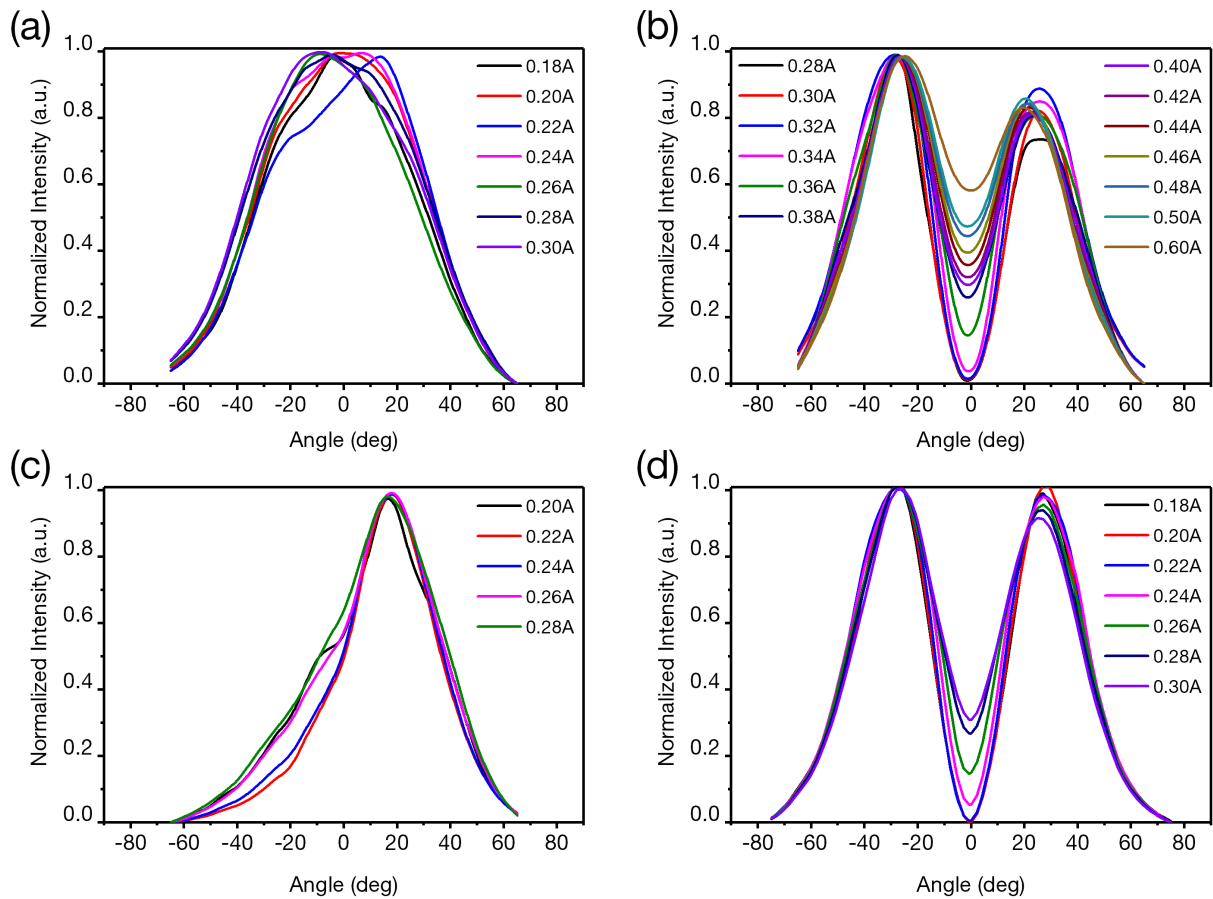 (a)
Normalized Intensity (a.u.)
1.0
0.8
0.6
0.4
0.2
0.0
-80 -60 -40 -20 0 20 40 60 80
Angle (deg)
0.18A
0.20A
0.22A
0.24A
0.26A
0.28A
0.30A
(b)
Normalized Intensity (a.u.)
1.0
0.8
0.6
0.4
0.2
0.0
-80 -60 -40 -20 0 20 40 60 80
Angle (deg)
0.28A
0.30A
0.32A
0.34A
0.36A
0.38A
0.40A
0.42A
0.44A
0.46A
0.48A
0.50A
0.60A
(c)
Normalized Intensity (a.u.)
1.0
0.8
0.6
0.4
0.2
0.0
-80 -60 -40 -20 0 20 40 60 80
Angle (deg)
0.20A
0.22A
0.24A
0.26A
0.28A
(d)
Normalized Intensity (a.u.)
1.0
0.8
0.6
0.4
0.2
0.0
-80 -60 -40 -20 0 20 40 60 80
Angle (deg)
0.18A
0.20A
0.22A
0.24A
0.26A
0.28A
0.30A